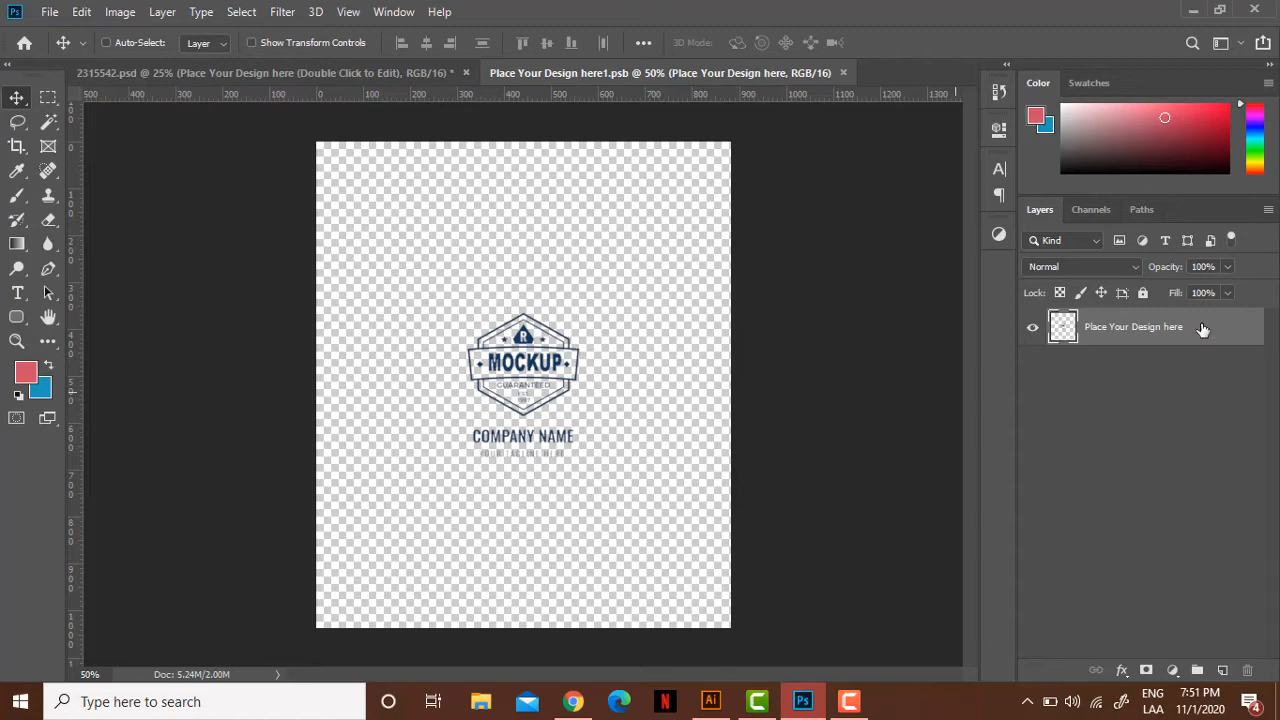 Ps File Edit Image Layer Type Select Filter 3D View Window Help
Auto-Select: Layer Show Transform Controls 3D Mode:
2315542.psd @ 25% (Place Your Design here (Double Click to Edit), RGB/16) * × Place Your Design here1.psb @ 50% (Place Your Design here, RGB/16) ×
500 400 300 200 100 0 100 200 300 400 500 600 700 800 900 1000 1100 1200 1300
Color Swatches
Layers Channels Paths
Kind
Normal Opacity: 100%
Lock: Fill: 100%
Place Your Design here
R
MOCKUP
GUARANTEED
1987
COMPANY NAME
YOUR TAGLINE HERE
50% Doc: 5.24M/2.00M
Type here to search
ENG 7:51 PM
LAA 11/1/2020
4